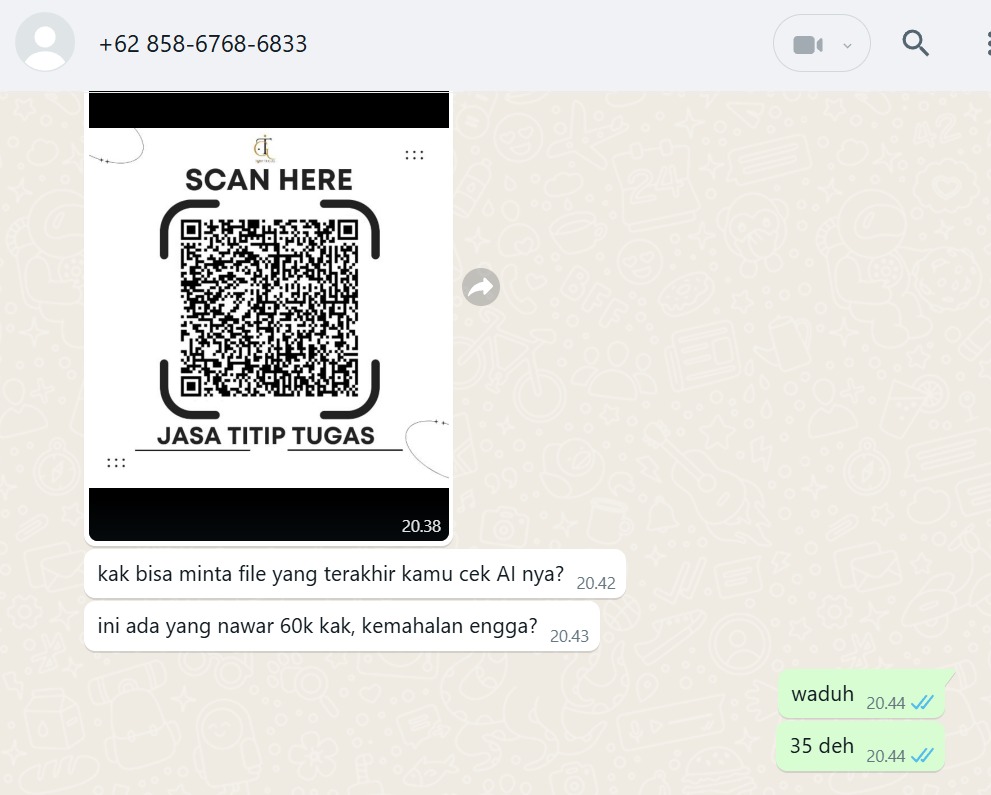 +62 858-6768-6833
SCAN HERE
JASA TITIP TUGAS
20.38
kak bisa minta file yang terakhir kamu cek AI nya? 20.42
ini ada yang nawar 60k kak, kemahalan engga? 20.43
waduh 20.44
35 deh 20.44